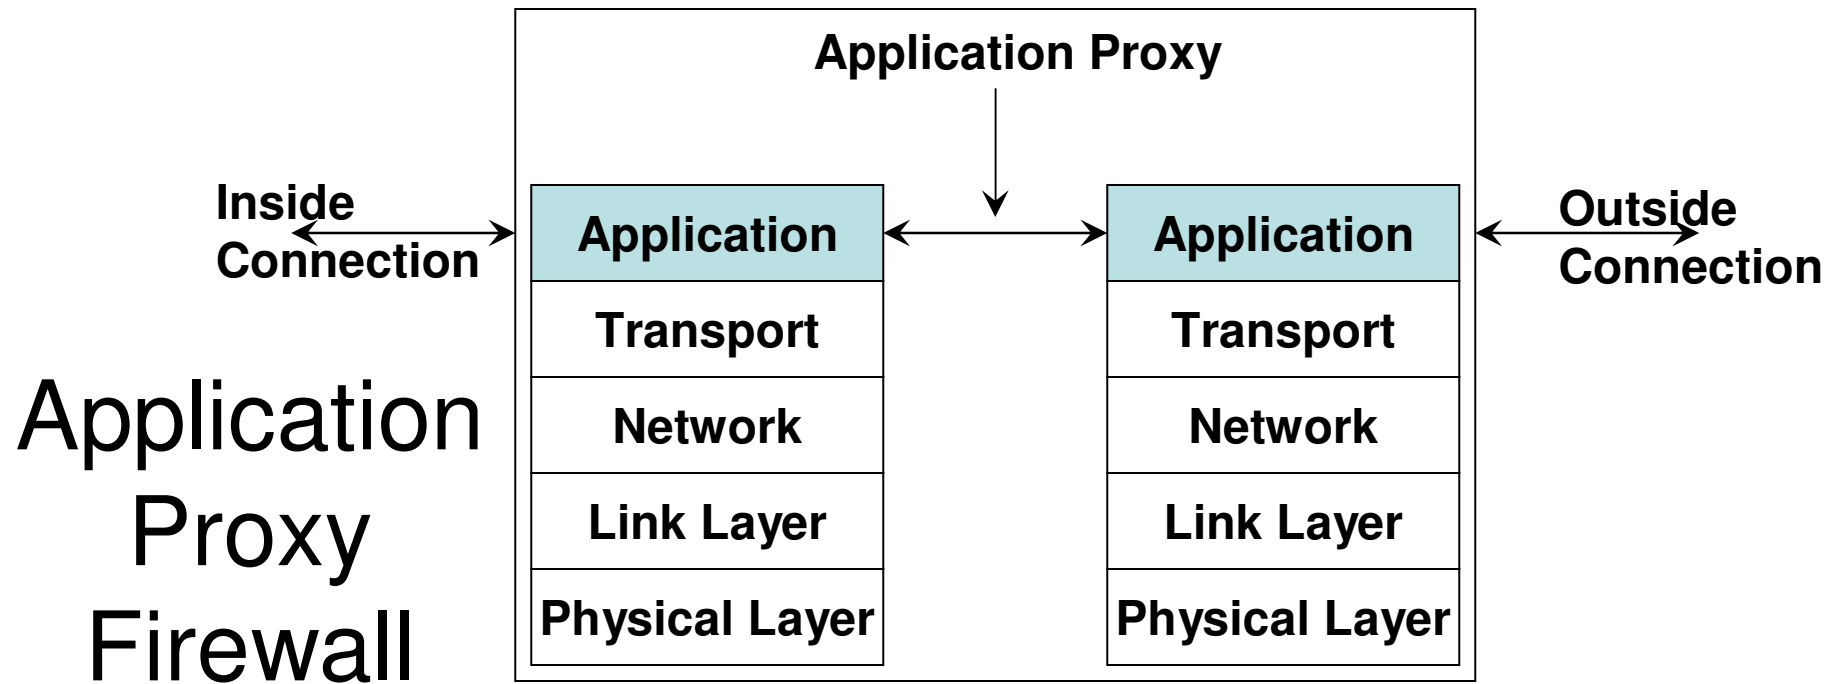 Application Proxy
Inside
Connection
Application
Transport
Network
Link Layer
Physical Layer
Application
Transport
Network
Link Layer
Physical Layer
Outside
Connection
Application
Proxy
Firewall